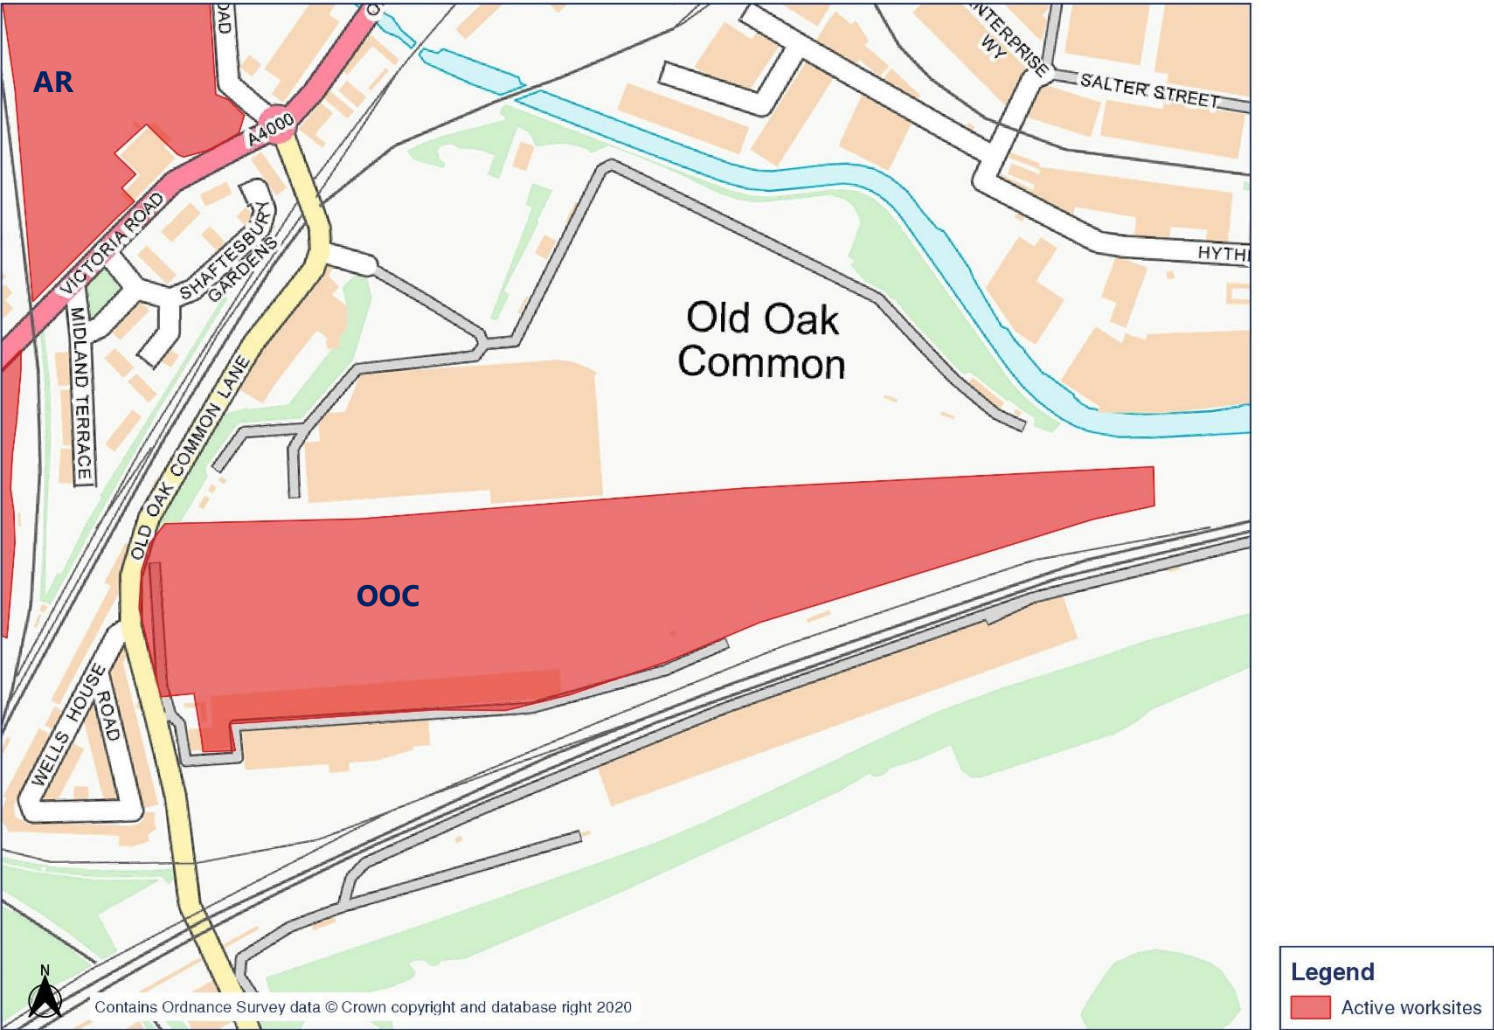 AR
OAD
O
A4000
ENTERPRISE
WY
SALTER STREET
VICTORIA ROAD
SHAFTESBURY
GARDENS
MIDLAND TERRACE
OLD OAK COMMON LANE
Old Oak
Common
HYTHE
OOC
WELLS HOUSE
ROAD
N
Contains Ordnance Survey data © Crown copyright and database right 2020
Legend
Active worksites